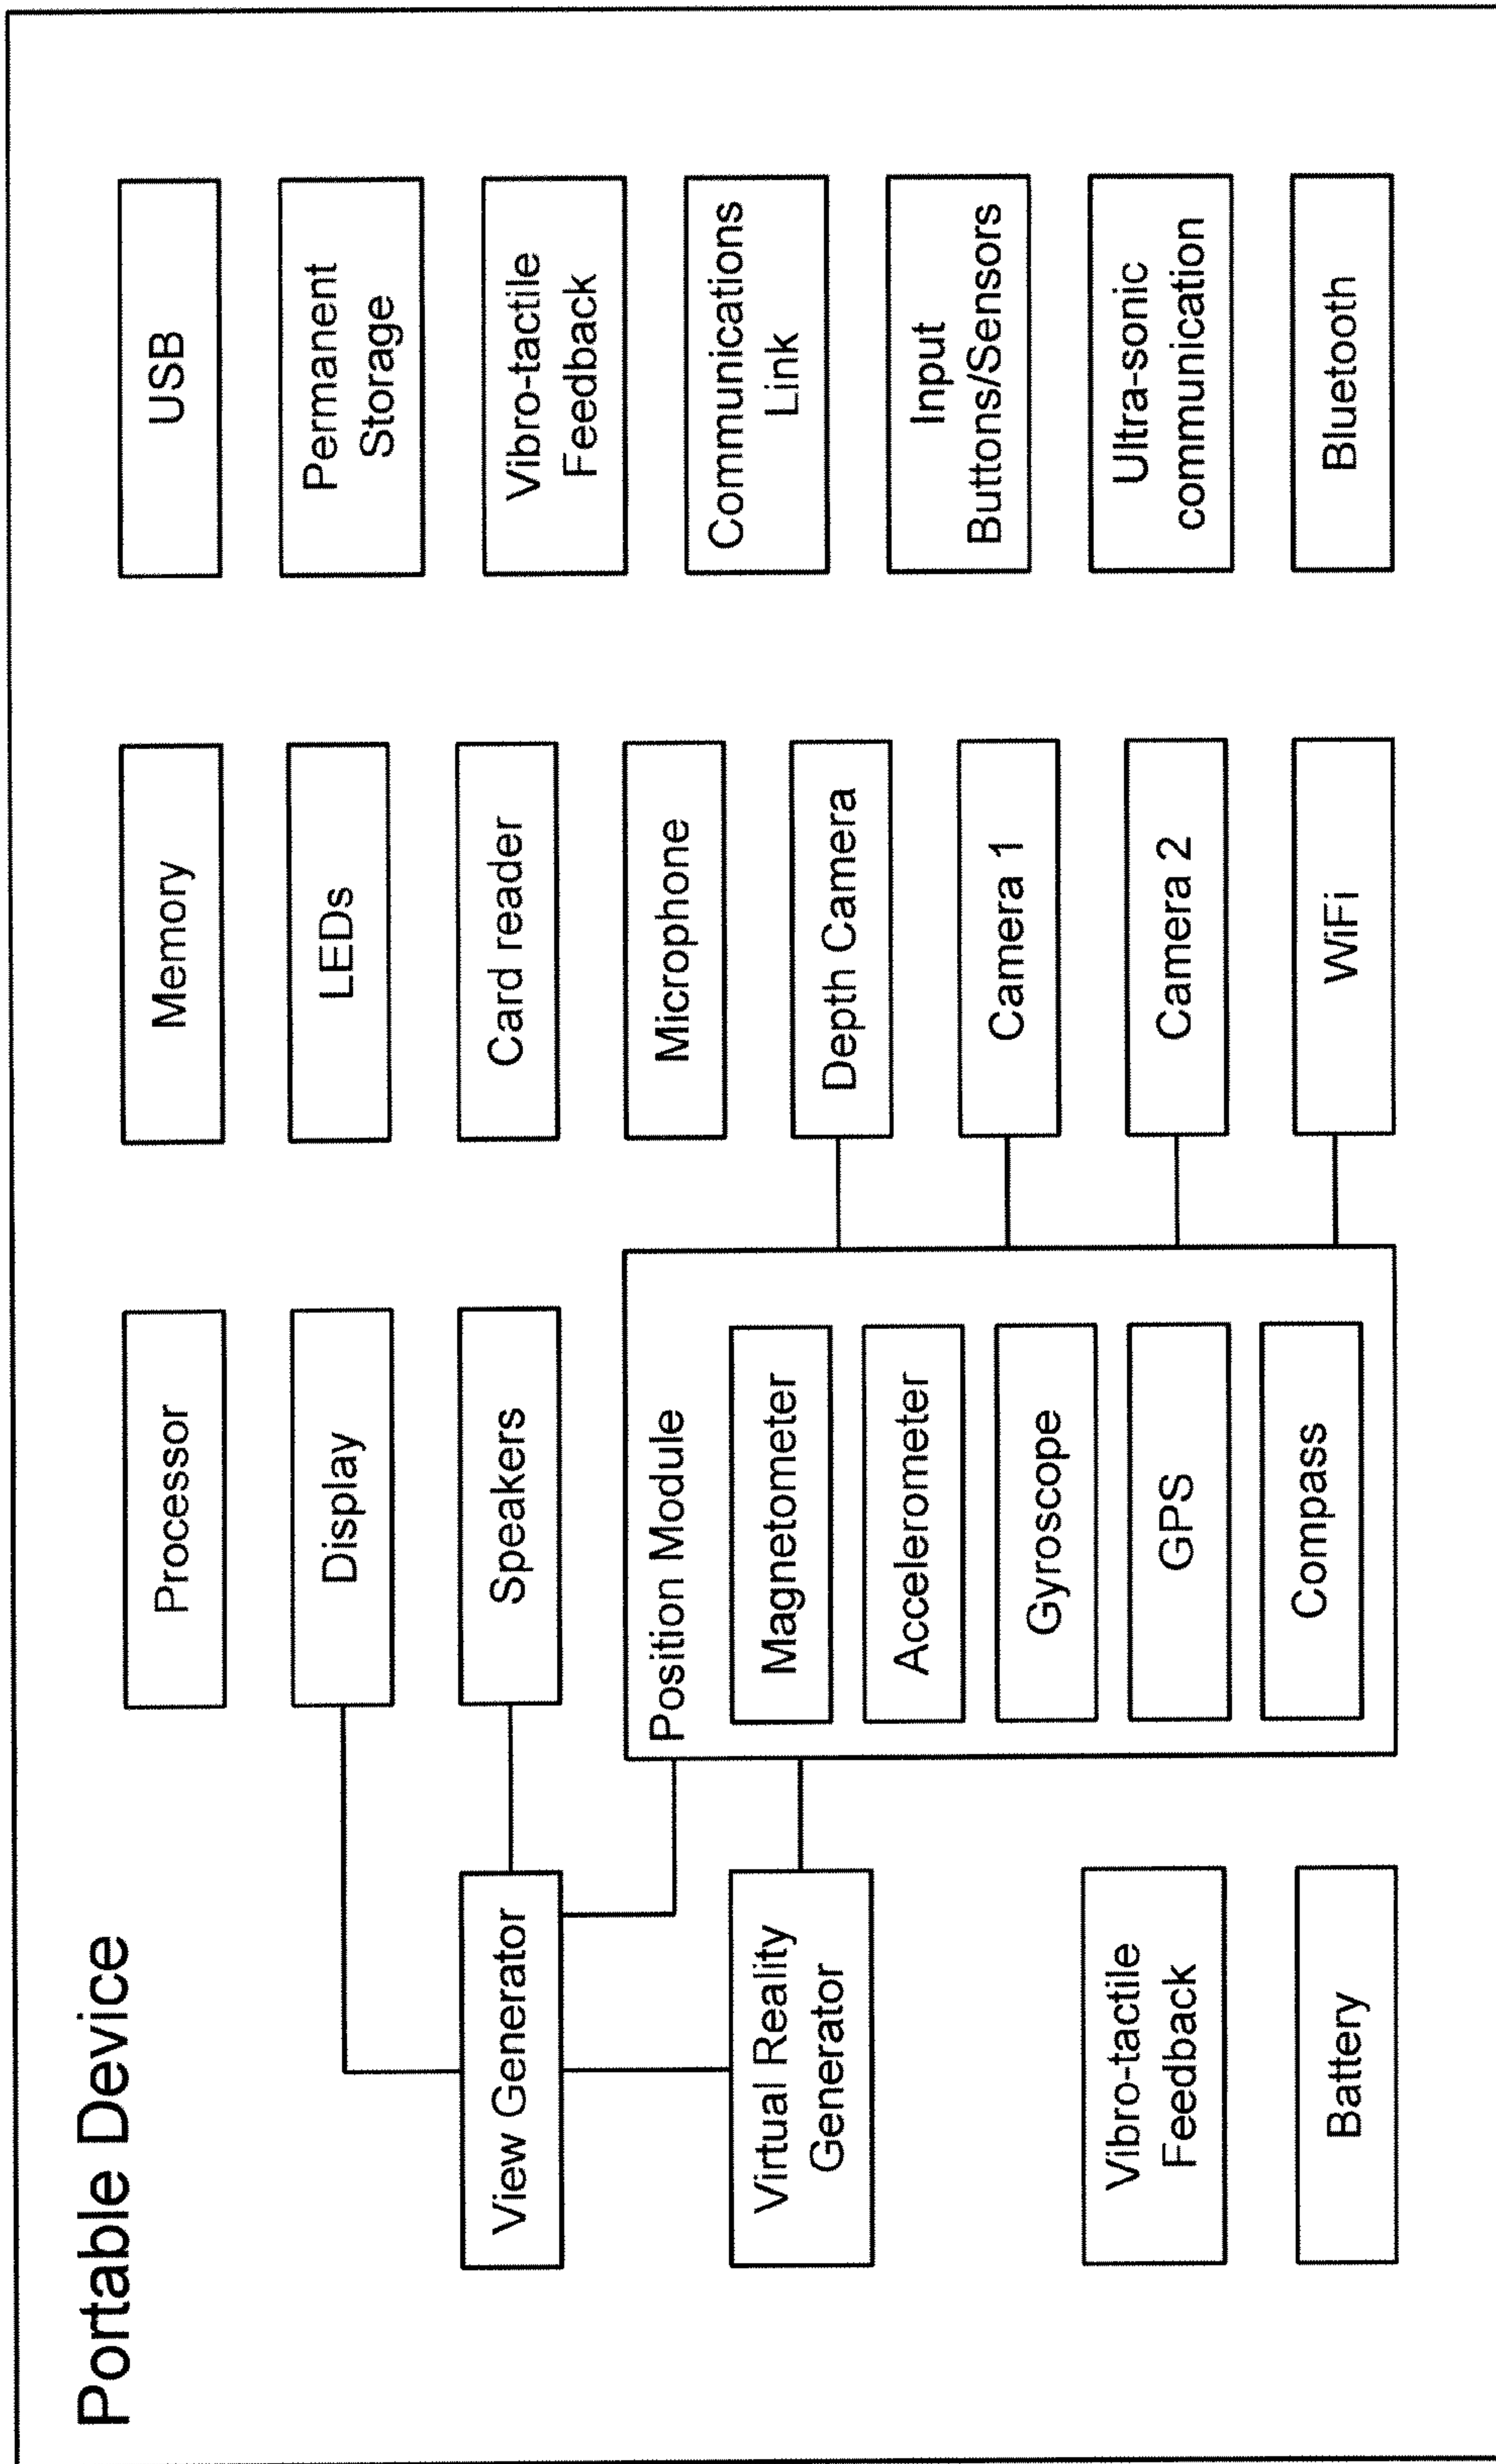 Portable Device
View Generator
Virtual Reality
Generator
Vibro-tactile
Feedback
Battery
Processor
Display
Speakers
Position Module
Magnetometer
Accelerometer
Gyroscope
GPS
Compass
Memory
LEDs
Card reader
Microphone
Depth Camera
Camera 1
Camera 2
WiFi
USB
Permanent
Storage
Vibro-tactile
Feedback
Communications
Link
Input
Buttons/Sensors
Ultra-sonic
communication
Bluetooth